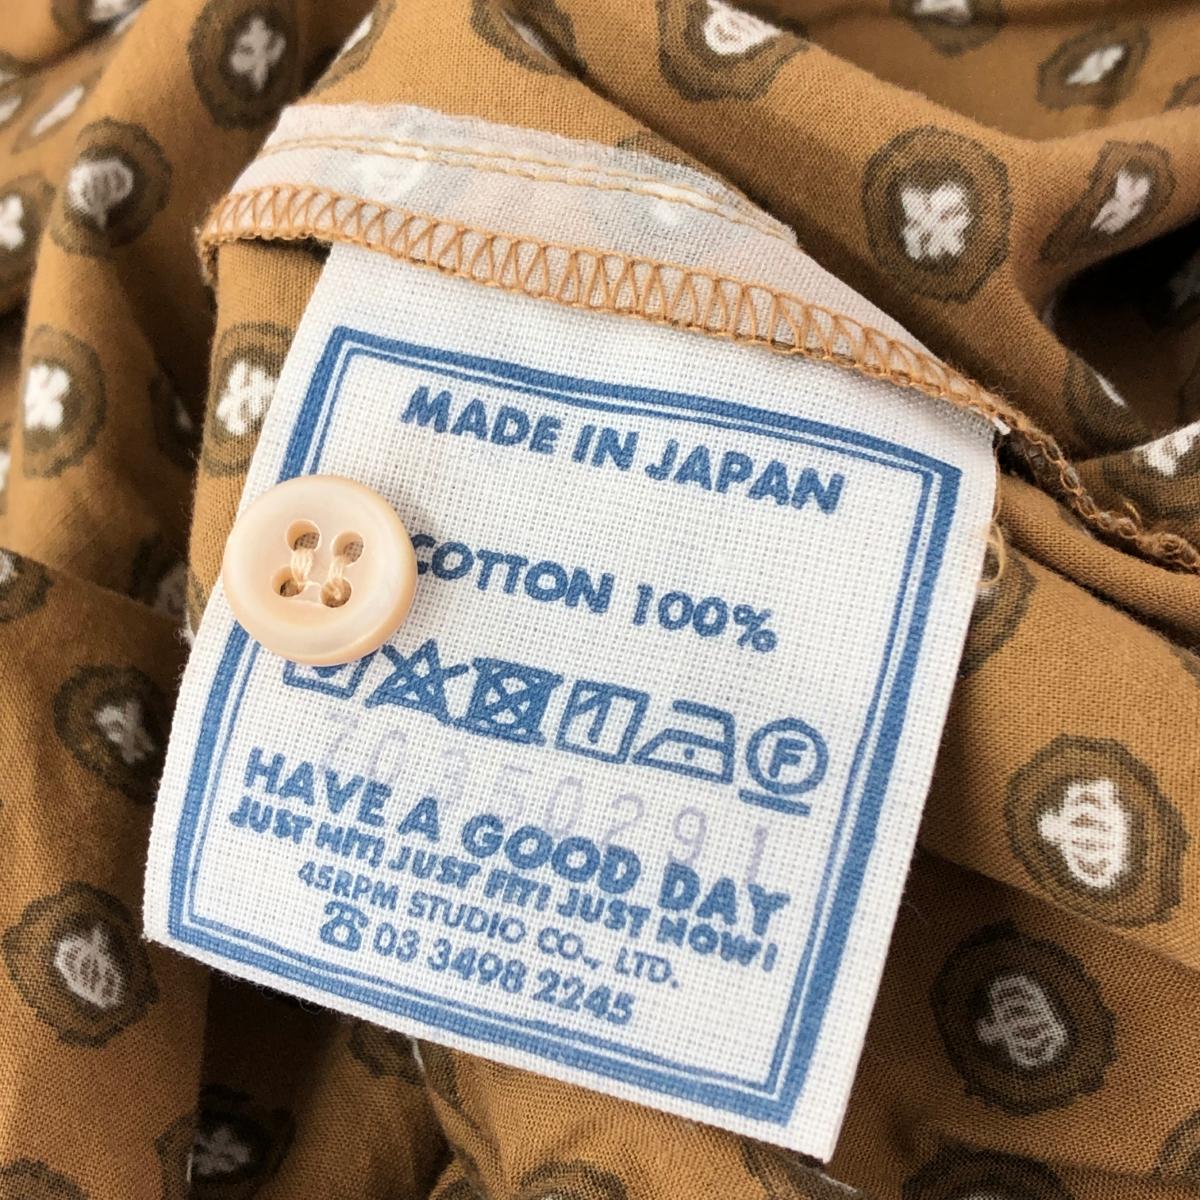 MADE IN JAPAN
COTTON 100%
F
HAVE A GOOD DAY
JUST HIT! JUST FIT! JUST NOW!
45RPM STUDIO CO., LTD.
☎ 03 3498 2245